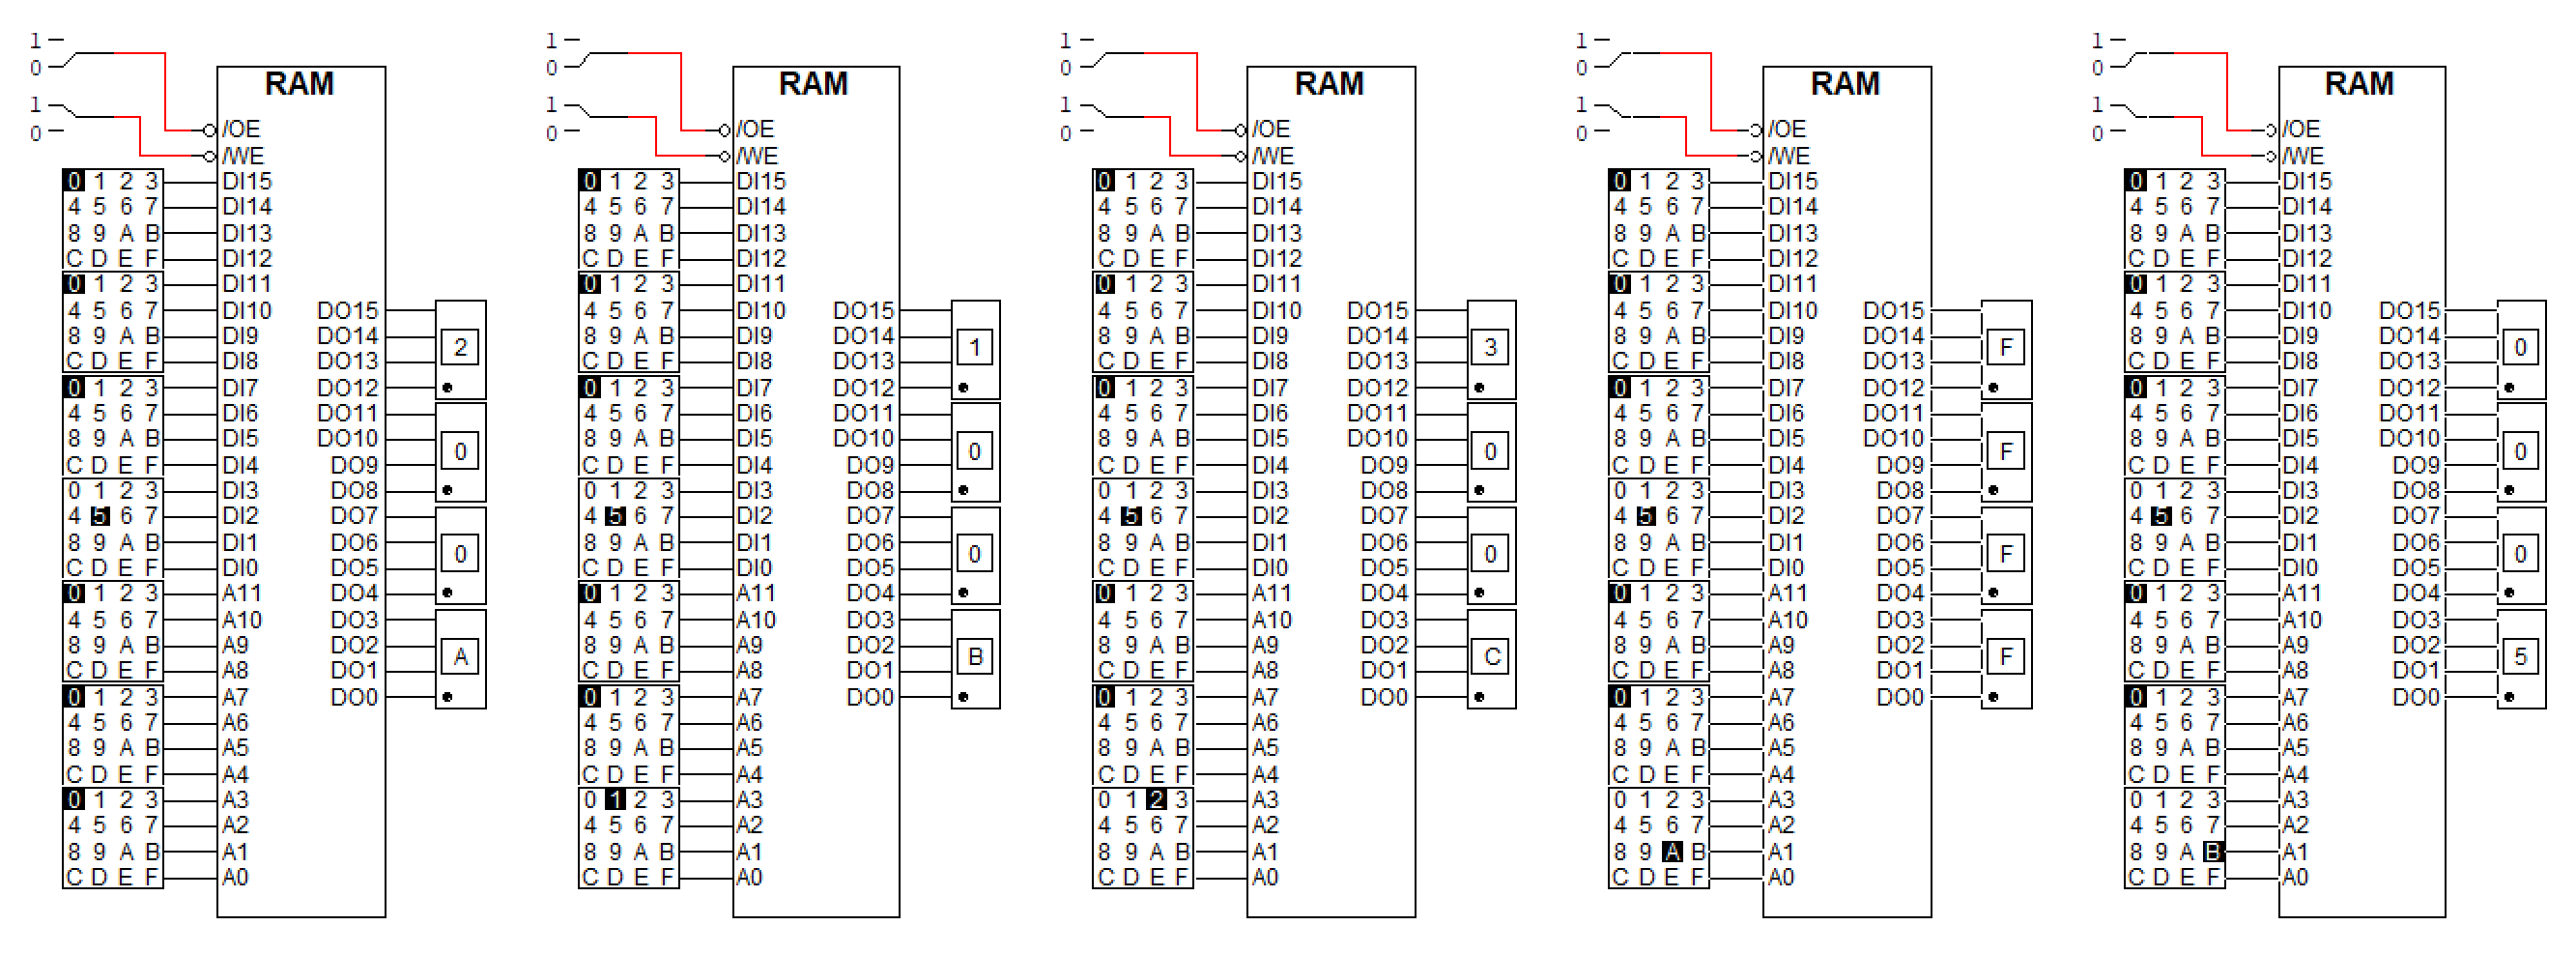 1
0
RAM
1
0 /OE
/WE
0 1 2 3 DI15
4 5 6 7 DI14
8 9 A B DI13
C D E F DI12
0 1 2 3 DI11
4 5 6 7 DI10 DO15
8 9 A B DI9 DO14
2
C D E F DI8 DO13
0 1 2 3 DI7 DO12
4 5 6 7 DI6 DO11
8 9 A B DI5 DO10
0
C D E F DI4 DO9
0 1 2 3 DI3 DO8
4 5 6 7 DI2 DO7
8 9 A B DI1 DO6
0
C D E F DI0 DO5
0 1 2 3 A11 DO4
4 5 6 7 A10 DO3
8 9 A B A9 DO2
A
C D E F A8 DO1
0 1 2 3 A7 DO0
4 5 6 7 A6
8 9 A B A5
C D E F A4
0 1 2 3 A3
4 5 6 7 A2
8 9 A B A1
C D E F A0
1
0
RAM
1
0 /OE
/WE
0 1 2 3 DI15
4 5 6 7 DI14
8 9 A B DI13
C D E F DI12
0 1 2 3 DI11
4 5 6 7 DI10 DO15
8 9 A B DI9 DO14
1
C D E F DI8 DO13
0 1 2 3 DI7 DO12
4 5 6 7 DI6 DO11
8 9 A B DI5 DO10
0
C D E F DI4 DO9
0 1 2 3 DI3 DO8
4 5 6 7 DI2 DO7
8 9 A B DI1 DO6
0
C D E F DI0 DO5
0 1 2 3 A11 DO4
4 5 6 7 A10 DO3
8 9 A B A9 DO2
B
C D E F A8 DO1
0 1 2 3 A7 DO0
4 5 6 7 A6
8 9 A B A5
C D E F A4
0 1 2 3 A3
4 5 6 7 A2
8 9 A B A1
C D E F A0
1
0
RAM
1
0 /OE
/WE
0 1 2 3 DI15
4 5 6 7 DI14
8 9 A B DI13
C D E F DI12
0 1 2 3 DI11
4 5 6 7 DI10 DO15
8 9 A B DI9 DO14
3
C D E F DI8 DO13
0 1 2 3 DI7 DO12
4 5 6 7 DI6 DO11
8 9 A B DI5 DO10
0
C D E F DI4 DO9
0 1 2 3 DI3 DO8
4 5 6 7 DI2 DO7
8 9 A B DI1 DO6
0
C D E F DI0 DO5
0 1 2 3 A11 DO4
4 5 6 7 A10 DO3
8 9 A B A9 DO2
C
C D E F A8 DO1
0 1 2 3 A7 DO0
4 5 6 7 A6
8 9 A B A5
C D E F A4
0 1 2 3 A3
4 5 6 7 A2
8 9 A B A1
C D E F A0
1
0
RAM
1
0 /OE
/WE
0 1 2 3 DI15
4 5 6 7 DI14
8 9 A B DI13
C D E F DI12
0 1 2 3 DI11
4 5 6 7 DI10 DO15
8 9 A B DI9 DO14
F
C D E F DI8 DO13
0 1 2 3 DI7 DO12
4 5 6 7 DI6 DO11
8 9 A B DI5 DO10
F
C D E F DI4 DO9
0 1 2 3 DI3 DO8
4 5 6 7 DI2 DO7
8 9 A B DI1 DO6
F
C D E F DI0 DO5
0 1 2 3 A11 DO4
4 5 6 7 A10 DO3
8 9 A B A9 DO2
F
C D E F A8 DO1
0 1 2 3 A7 DO0
4 5 6 7 A6
8 9 A B A5
C D E F A4
0 1 2 3 A3
4 5 6 7 A2
8 9 A B A1
C D E F A0
1
0
RAM
1
0 /OE
/WE
0 1 2 3 DI15
4 5 6 7 DI14
8 9 A B DI13
C D E F DI12
0 1 2 3 DI11
4 5 6 7 DI10 DO15
8 9 A B DI9 DO14
0
C D E F DI8 DO13
0 1 2 3 DI7 DO12
4 5 6 7 DI6 DO11
8 9 A B DI5 DO10
0
C D E F DI4 DO9
0 1 2 3 DI3 DO8
4 5 6 7 DI2 DO7
8 9 A B DI1 DO6
0
C D E F DI0 DO5
0 1 2 3 A11 DO4
4 5 6 7 A10 DO3
8 9 A B A9 DO2
5
C D E F A8 DO1
0 1 2 3 A7 DO0
4 5 6 7 A6
8 9 A B A5
C D E F A4
0 1 2 3 A3
4 5 6 7 A2
8 9 A B A1
C D E F A0